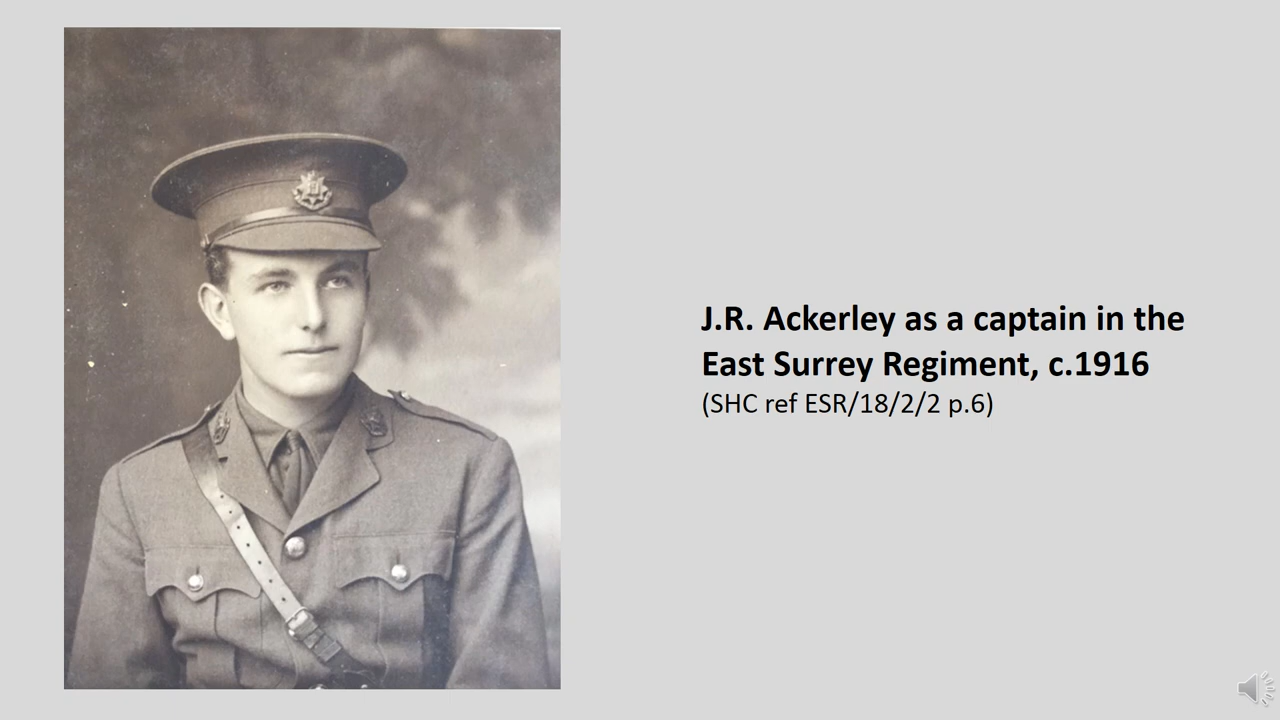 J.R. Ackerley as a captain in the
East Surrey Regiment, c.1916
(SHC ref ESR/18/2/2 p.6)